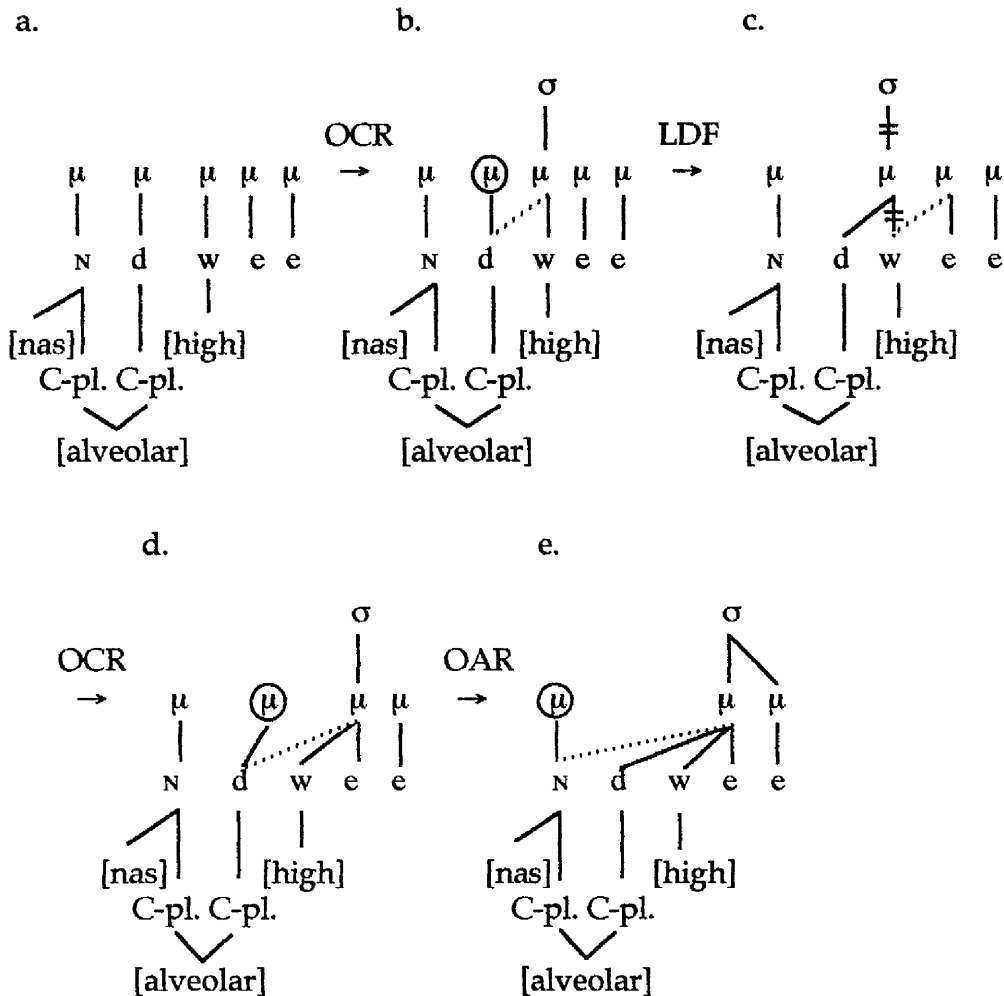 a. b. c.
σ σ
OCR LDF
μ μ μ μ μ → μ μ μ μ μ → μ μ μ μ
ɴ d w e e ɴ d w e e ɴ d w e e
[nas] [high] [nas] [high] [nas] [high]
C-pl. C-pl. C-pl. C-pl. C-pl. C-pl.
[alveolar] [alveolar] [alveolar]
d. e.
σ σ
OCR OAR
→ μ μ μ μ → μ μ μ
ɴ d w e e ɴ d w e e
[nas] [high] [nas] [high]
C-pl. C-pl. C-pl. C-pl.
[alveolar] [alveolar]